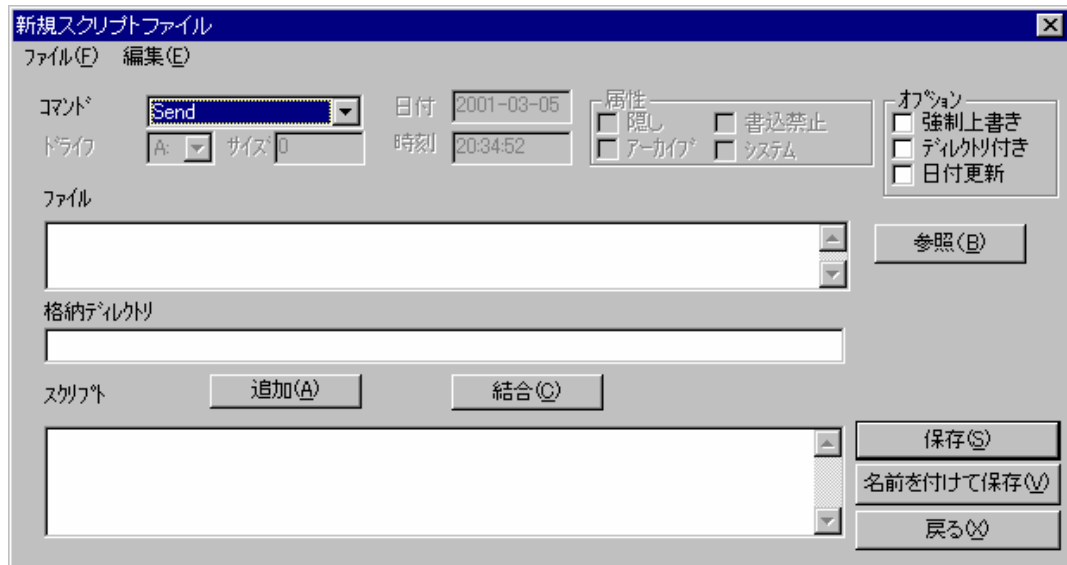 新規スクリプトファイル
ファイル(F) 編集(E)
コマンド Send 日付 2001-03-05 属性 オプション
隠し 書込禁止 強制上書き
ドライブ A: サイズ 0 時刻 20:34:52 アーカイブ システム ディレクトリ付き
日付更新
ファイル
参照(B)
格納ディレクトリ
スクリプト 追加(A) 結合(C)
保存(S)
名前を付けて保存(V)
戻る(X)